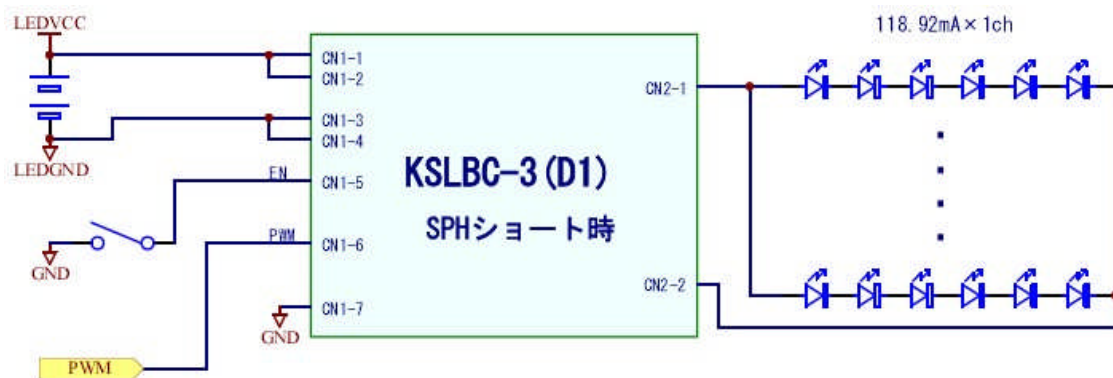 LEDVCC
118.92mA×1ch
CN1-1
CN1-2
CN2-1
CN1-3
CN1-4
LEDGND
EN
CN1-5
KSLBC-3(D1)
SPHショート時
PWM
CN1-6
GND
CN2-2
CN1-7
GND
PWM